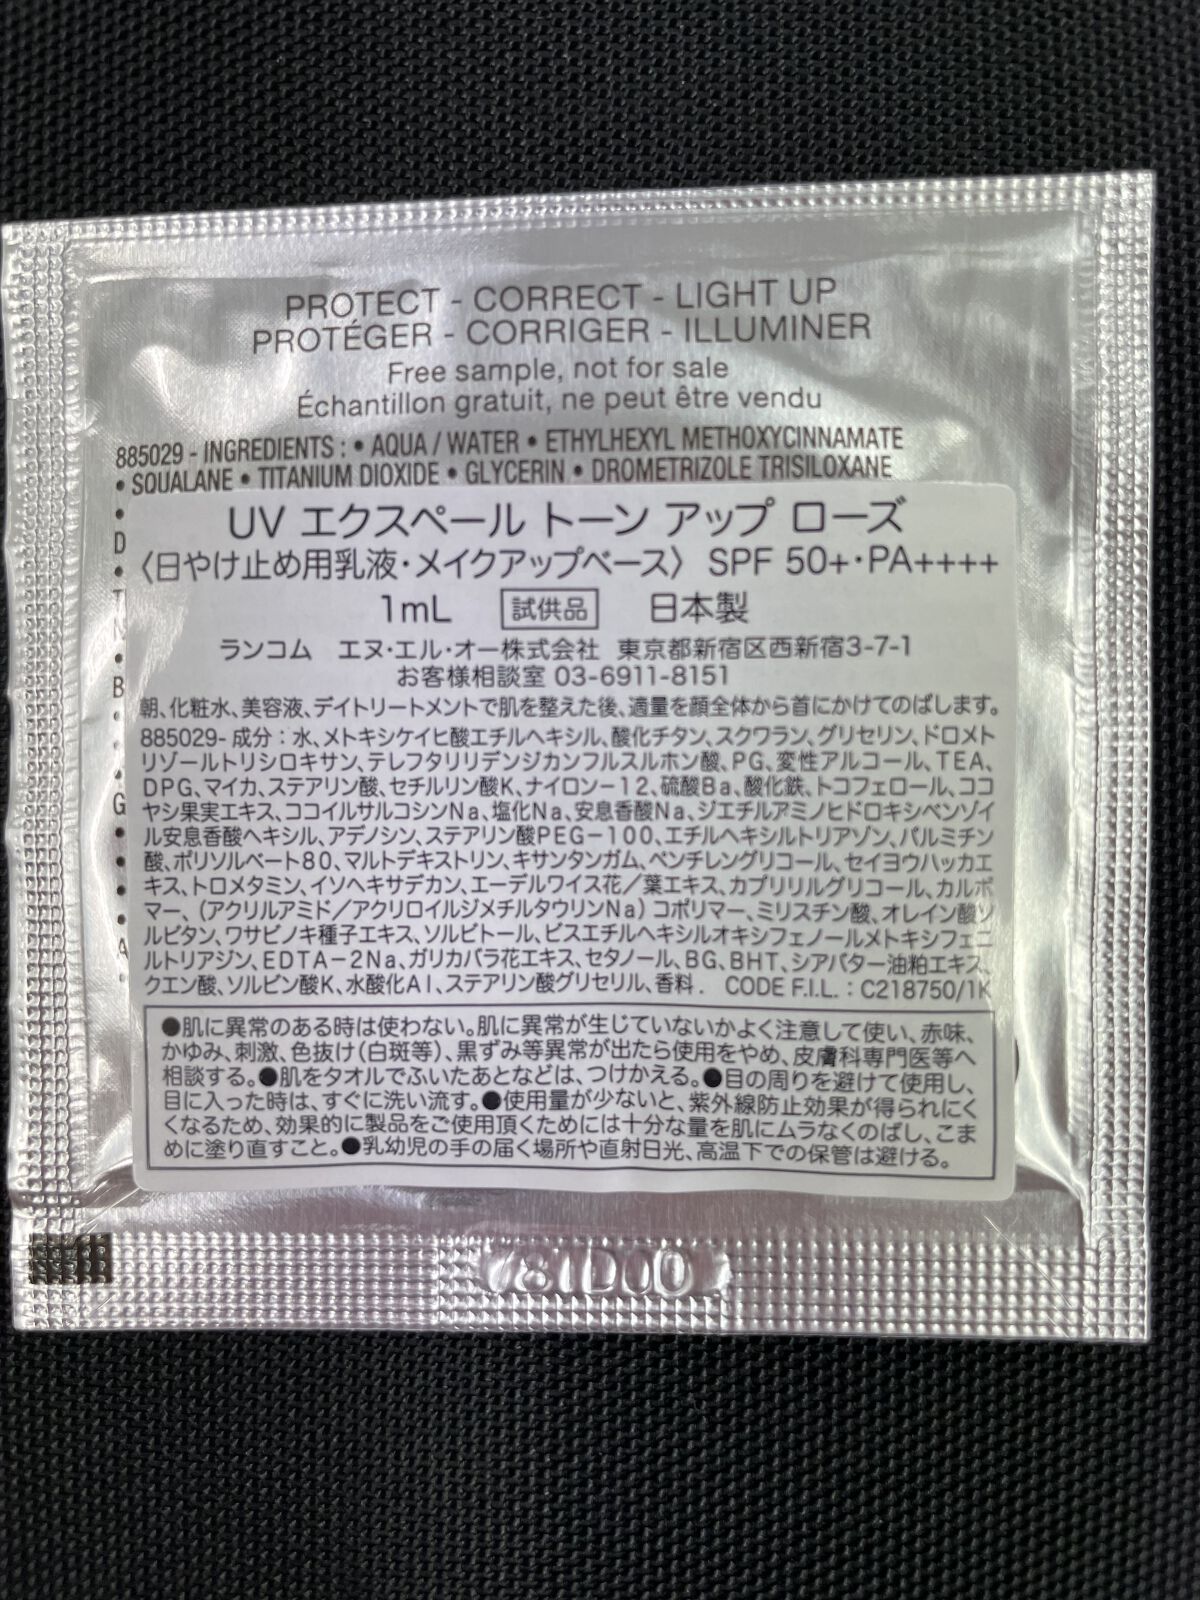 PROTECT - CORRECT - LIGHT UP
PROTÉGER - CORRIGER - ILLUMINER
Free sample, not for sale
Échantillon gratuit, ne peut être vendu
885029 - INGREDIENTS : • AQUA / WATER • ETHYLHEXYL METHOXYCINNAMATE
• SQUALANE • TITANIUM DIOXIDE • GLYCERIN • DROMETRIZOLE TRISILOXANE
UV エクスペール トーン アップ ローズ
〈日やけ止め用乳液・メイクアップベース〉 SPF 50+・PA++++
1mL 試供品 日本製
ランコム エヌ・エル・オー株式会社 東京都新宿区西新宿3-7-1
お客様相談室 03-6911-8151
朝、化粧水、美容液、デイトリートメントで肌を整えた後、適量を顔全体から首にかけてのばします。
885029- 成分：水、メトキシケイヒ酸エチルヘキシル、酸化チタン、スクワラン、グリセリン、ドロメト
リゾールトリシロキサン、テレフタリリデンジカンフルスルホン酸、PG、変性アルコール、TEA、
DPG、マイカ、ステアリン酸、セチルリン酸K、ナイロン－12、硫酸Ba、酸化鉄、トコフェロール、ココ
ヤシ果実エキス、ココイルサルコシンNa、塩化Na、安息香酸Na、ジエチルアミノヒドロキシベンゾイ
ル安息香酸ヘキシル、アデノシン、ステアリン酸PEG－100、エチルヘキシルトリアゾン、パルミチン
酸、ポリソルベート80、マルトデキストリン、キサンタンガム、ペンチレングリコール、セイヨウハッカエ
キス、トロメタミン、イソヘキサデカン、エーデルワイス花／葉エキス、カプリリルグリコール、カルボ
マー、（アクリルアミド／アクリロイルジメチルタウリンNa）コポリマー、ミリスチン酸、オレイン酸ソ
ルビタン、ワサビノキ種子エキス、ソルビトール、ビスエチルヘキシルオキシフェノールメトキシフェニ
ルトリアジン、EDTA－2Na、ガリカバラ花エキス、セタノール、BG、BHT、シアバター油粕エキス、
クエン酸、ソルビン酸K、水酸化Al、ステアリン酸グリセリル、香料． CODE F.I.L. : C218750/1K
●肌に異常のある時は使わない。肌に異常が生じていないかよく注意して使い、赤味、
かゆみ、刺激、色抜け（白斑等）、黒ずみ等異常が出たら使用をやめ、皮膚科専門医等へ
相談する。●肌をタオルでふいたあとなどは、つけかえる。●目の周りを避けて使用し、
目に入った時は、すぐに洗い流す。●使用量が少ないと、紫外線防止効果が得られにく
くなるため、効果的に製品をご使用頂くためには十分な量を肌にムラなくのばし、こま
めに塗り直すこと。●乳幼児の手の届く場所や直射日光、高温下での保管は避ける。